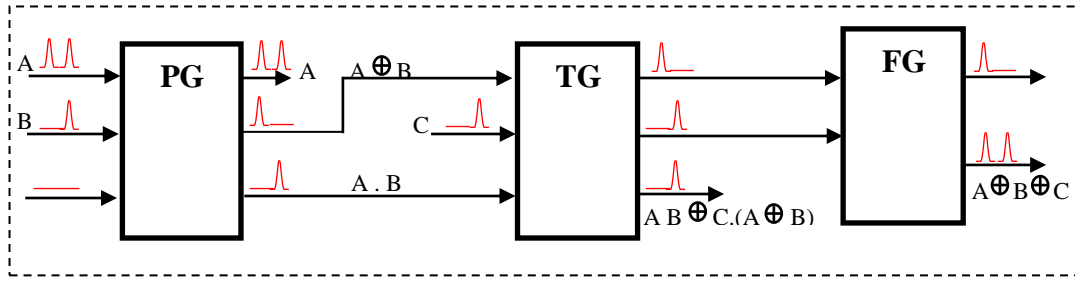 PG
TG
FG
A
A
A ⊕ B
B
C
A . B
A B ⊕ C.(A ⊕ B)
A ⊕ B ⊕ C